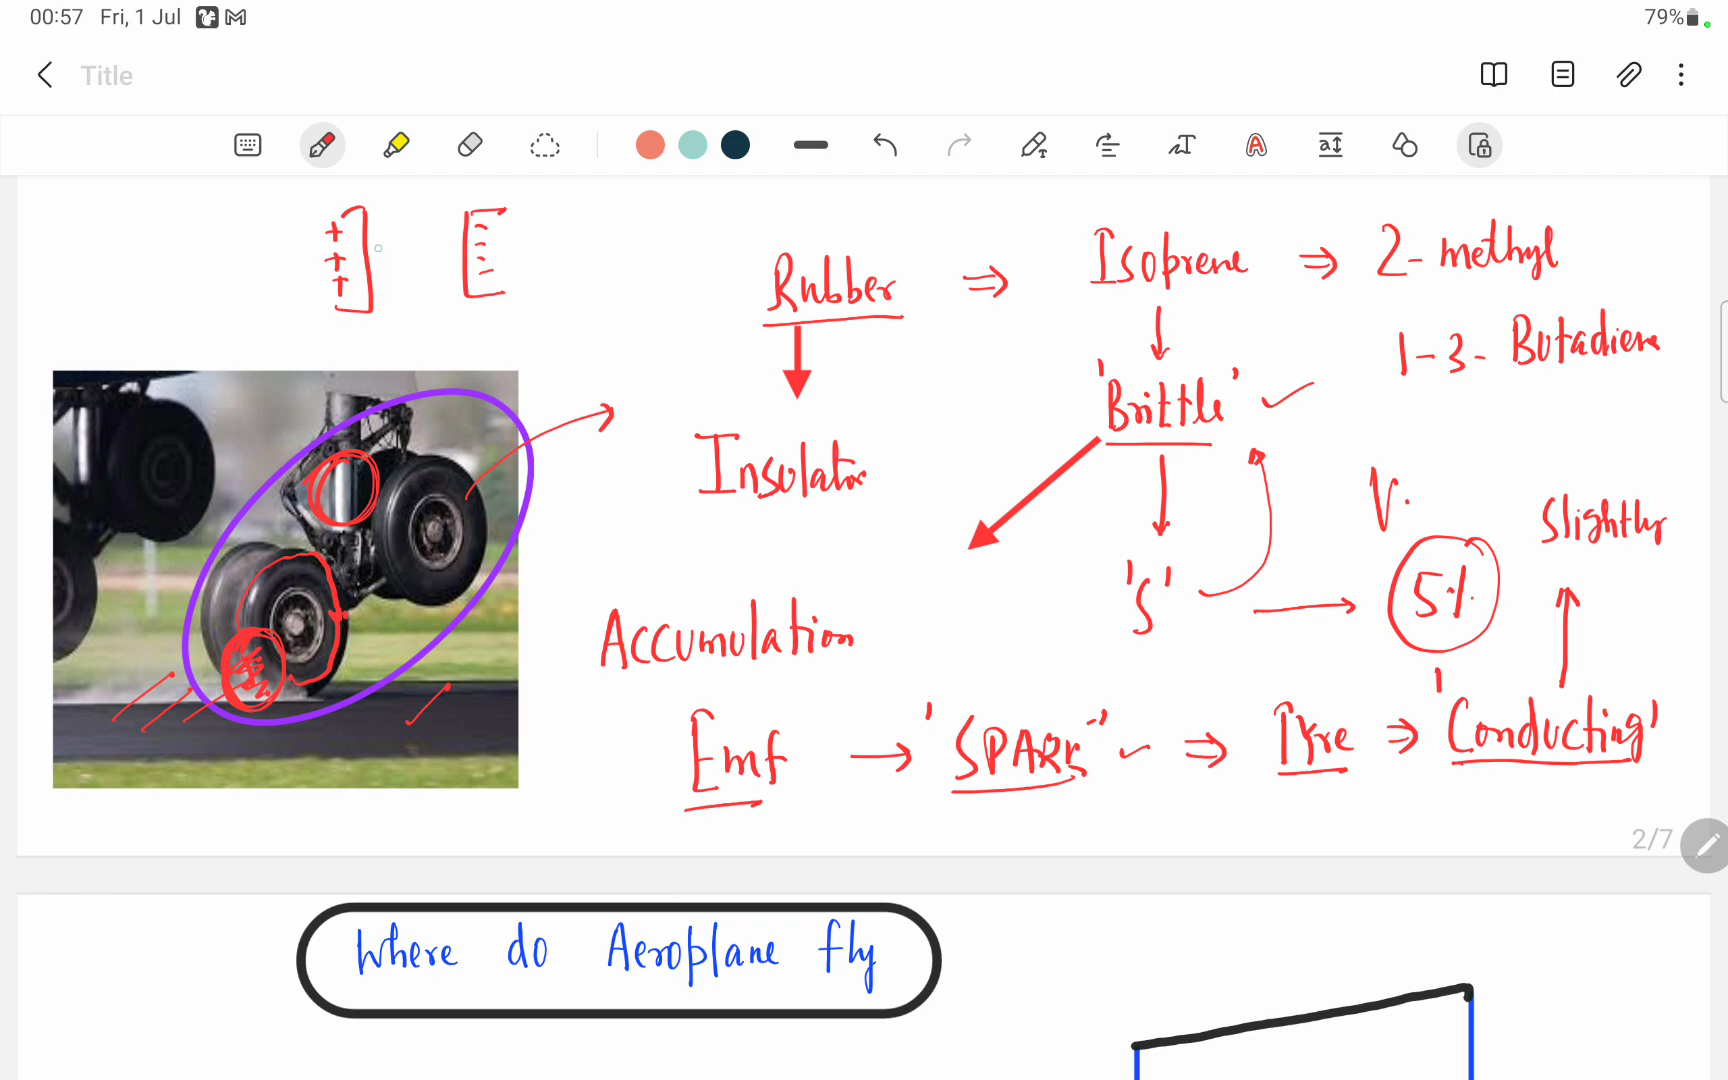 00:57 Fri, 1 Jul
79%
Title
+ + +
Rubber ⇒ Isoprene ⇒ 2-methyl
1-3- Butadiene
'Brittle' ✓
Insulator
V.
Slightly
'S' → 5%
Accumulation
Emf → 'SPARK' ✓ ⇒ Tyre ⇒ 'Conducting'
2/7
Where do Aeroplane fly